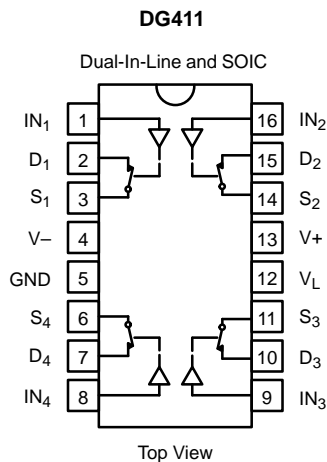 DG411
Dual-In-Line and SOIC
IN1 1 16 IN2
D1 2 15 D2
S1 3 14 S2
V– 4 13 V+
GND 5 12 VL
S4 6 11 S3
D4 7 10 D3
IN4 8 9 IN3
Top View